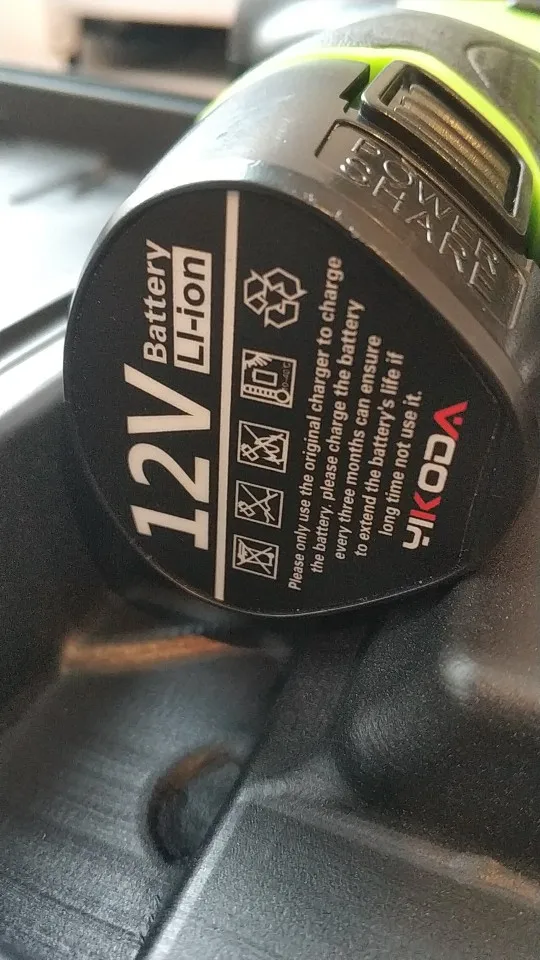 POWER
SHARE
12V
Battery
LI-ion
Please only use the original charger to charge
the battery. please charge the battery
every three months can ensure
to extend the battery's life if
long time not use it.
YIKODA